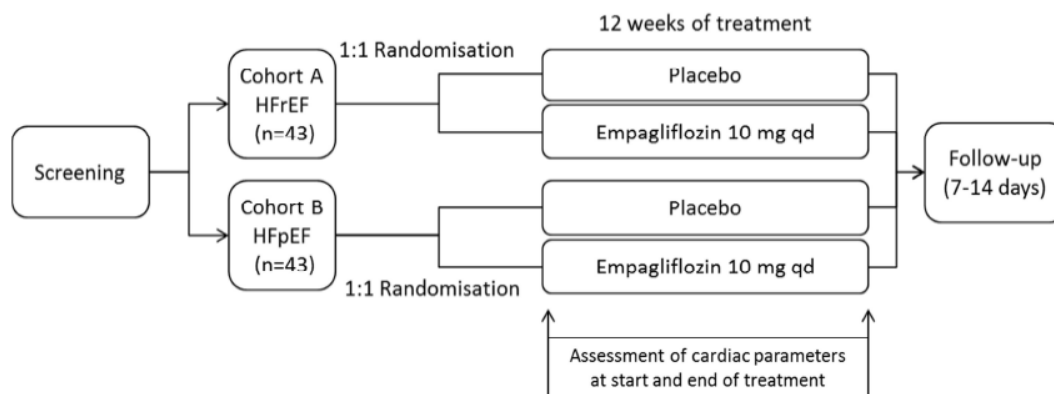 12 weeks of treatment
1:1 Randomisation
Screening
Cohort A
HFrEF
(n=43)
Placebo
Empagliflozin 10 mg qd
Cohort B
HFpEF
(n=43)
Placebo
Empagliflozin 10 mg qd
1:1 Randomisation
Follow-up
(7-14 days)
Assessment of cardiac parameters
at start and end of treatment